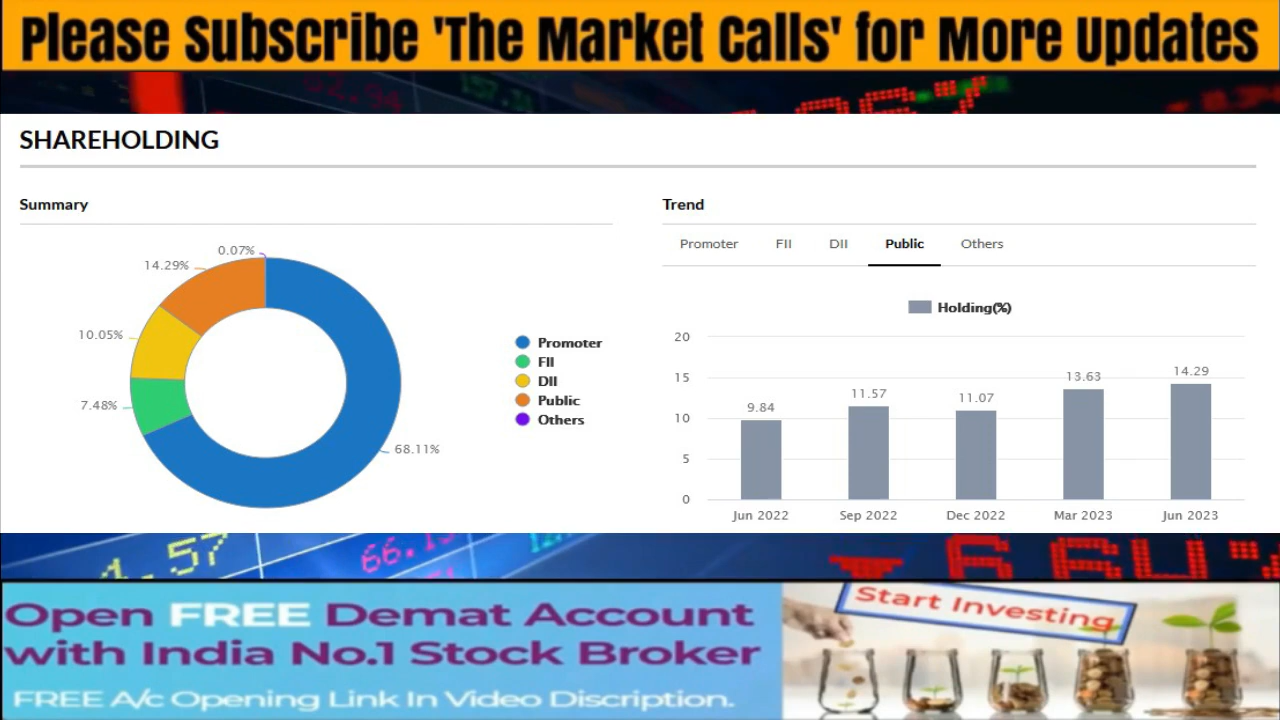 Please Subscribe 'The Market Calls' for More Updates
SHAREHOLDING
Summary
0.07%
14.29%
10.05%
7.48%
68.11%
Promoter
FII
DII
Public
Others
Trend
Promoter FII DII Public Others
Holding(%)
20
15
10
5
0
9.84
11.57
11.07
13.63
14.29
Jun 2022 Sep 2022 Dec 2022 Mar 2023 Jun 2023
Open FREE Demat Account
with India No.1 Stock Broker
FREE A/c Opening Link In Video Discription.
Start Investing